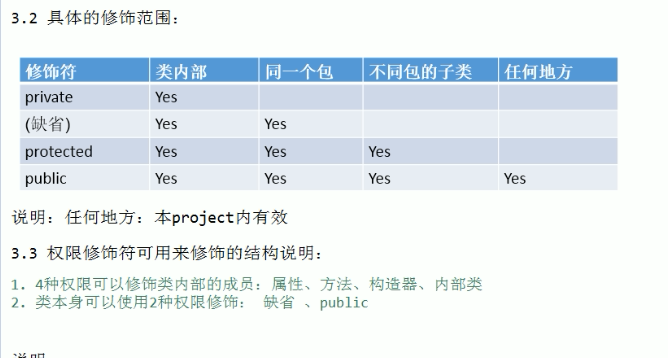 3.2 具体的修饰范围：
修饰符 类内部 同一个包 不同包的子类 任何地方
private Yes
(缺省) Yes Yes
protected Yes Yes Yes
public Yes Yes Yes Yes
说明：任何地方：本project内有效
3.3 权限修饰符可用来修饰的结构说明：
1. 4种权限可以修饰类内部的成员：属性、方法、构造器、内部类
2. 类本身可以使用2种权限修饰： 缺省 、public